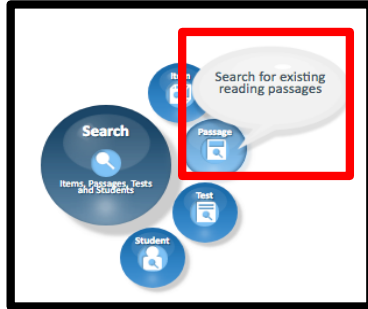 Item
Search for existing
reading passages
Search
Passage
Items, Passages, Tests
and Students
Test
Student